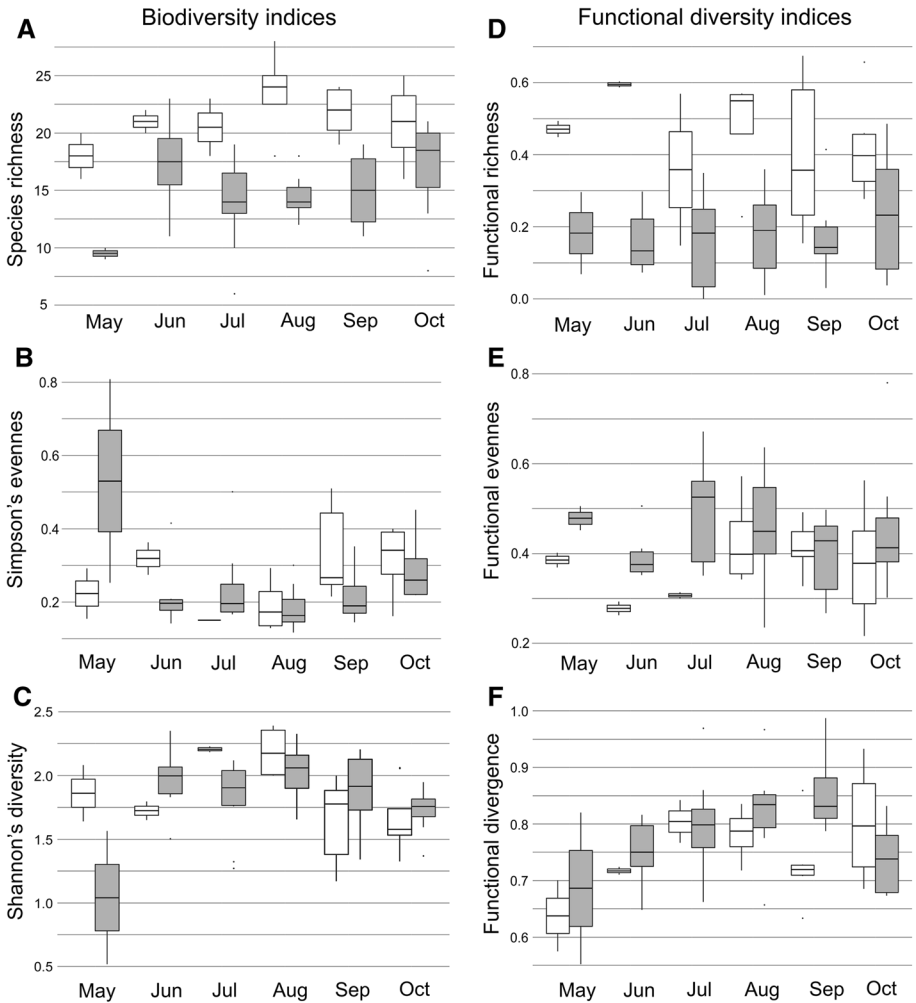 Biodiversity indices
Functional diversity indices
A
Species richness
25
20
15
10
5
May Jun Jul Aug Sep Oct
D
Functional richness
0.6
0.4
0.2
0.0
May Jun Jul Aug Sep Oct
B
Simpson's evennes
0.8
0.6
0.4
0.2
May Jun Jul Aug Sep Oct
E
Functional evennes
0.8
0.6
0.4
0.2
May Jun Jul Aug Sep Oct
C
Shannon's diversity
2.5
2.0
1.5
1.0
0.5
May Jun Jul Aug Sep Oct
F
Functional divergence
1.0
0.9
0.8
0.7
0.6
May Jun Jul Aug Sep Oct